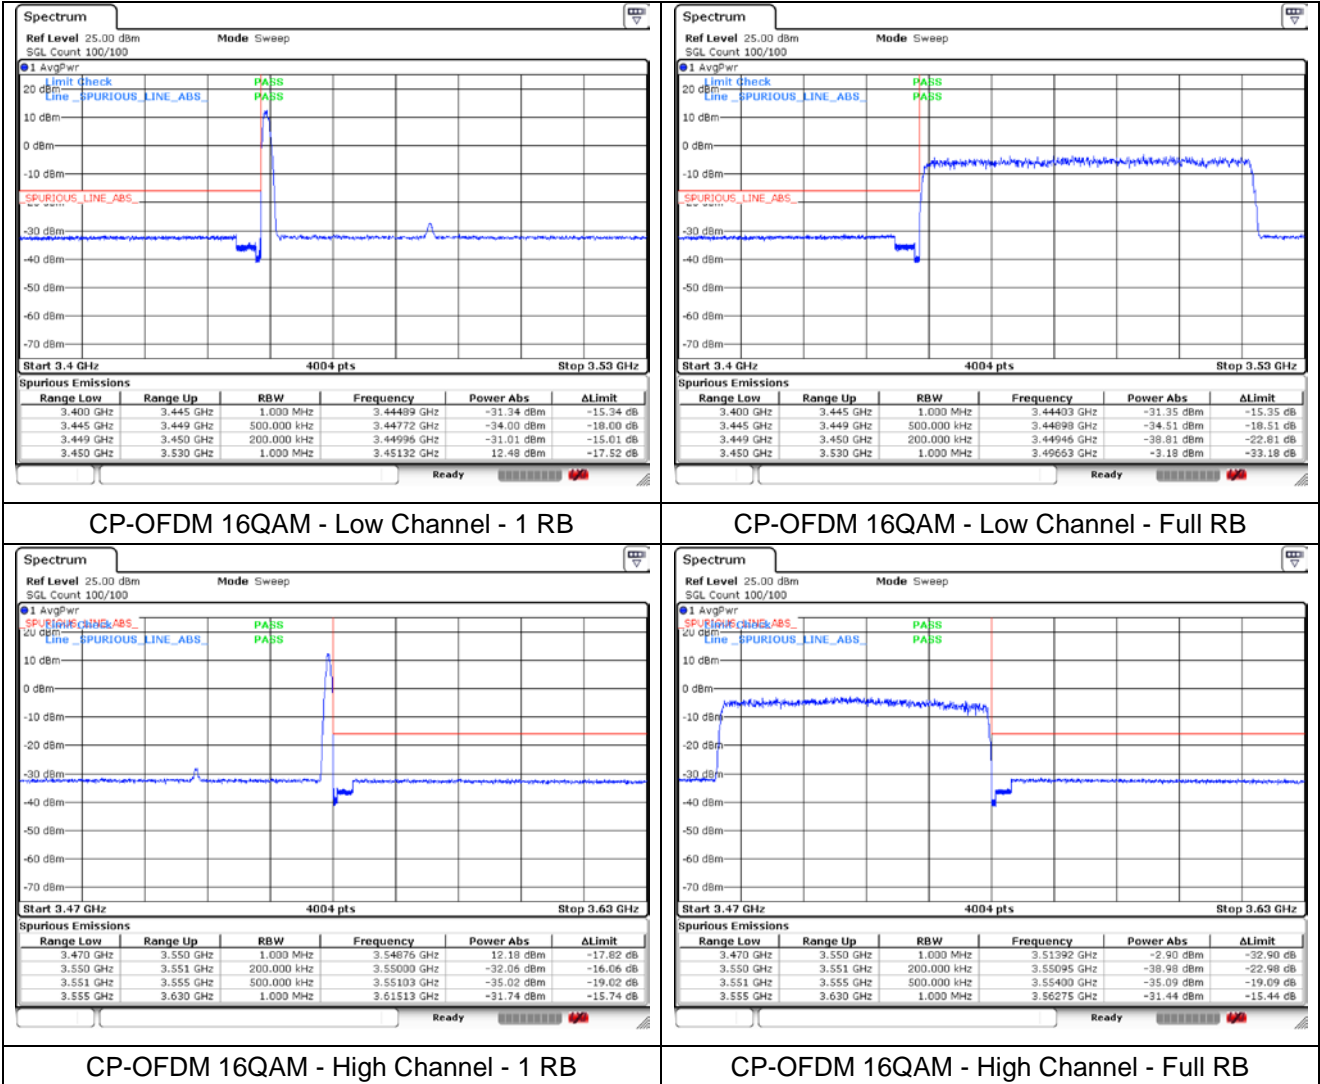 Spectrum
Ref Level 25.00 dBm Mode Sweep
SGL Count 100/100
1 AvgPwr
Limit Check PASS
20 dBm
Line _SPURIOUS_LINE_ABS_ PASS
10 dBm
0 dBm
-10 dBm
_SPURIOUS_LINE_ABS_
-20 dBm
-30 dBm
-40 dBm
-50 dBm
-60 dBm
-70 dBm
Start 3.4 GHz 4004 pts Stop 3.53 GHz
Spurious Emissions
Range Low Range Up RBW Frequency Power Abs ΔLimit
3.400 GHz 3.445 GHz 1.000 MHz 3.44489 GHz -31.34 dBm -15.34 dB
3.445 GHz 3.449 GHz 500.000 kHz 3.44772 GHz -34.00 dBm -18.00 dB
3.449 GHz 3.450 GHz 200.000 kHz 3.44996 GHz -31.01 dBm -15.01 dB
3.450 GHz 3.530 GHz 1.000 MHz 3.45132 GHz 12.48 dBm -17.52 dB
Ready
CP-OFDM 16QAM - Low Channel - 1 RB
Spectrum
Ref Level 25.00 dBm Mode Sweep
SGL Count 100/100
1 AvgPwr
Limit Check PASS
20 dBm
Line _SPURIOUS_LINE_ABS_ PASS
10 dBm
0 dBm
-10 dBm
_SPURIOUS_LINE_ABS_
-20 dBm
-30 dBm
-40 dBm
-50 dBm
-60 dBm
-70 dBm
Start 3.4 GHz 4004 pts Stop 3.53 GHz
Spurious Emissions
Range Low Range Up RBW Frequency Power Abs ΔLimit
3.400 GHz 3.445 GHz 1.000 MHz 3.44403 GHz -31.35 dBm -15.35 dB
3.445 GHz 3.449 GHz 500.000 kHz 3.44898 GHz -34.51 dBm -18.51 dB
3.449 GHz 3.450 GHz 200.000 kHz 3.44946 GHz -38.81 dBm -22.81 dB
3.450 GHz 3.530 GHz 1.000 MHz 3.49663 GHz -3.18 dBm -33.18 dB
Ready
CP-OFDM 16QAM - Low Channel - Full RB
Spectrum
Ref Level 25.00 dBm Mode Sweep
SGL Count 100/100
1 AvgPwr
_SPURIOUS_LINE_ABS_
Limit Check PASS
20 dBm
Line _SPURIOUS_LINE_ABS_ PASS
10 dBm
0 dBm
-10 dBm
-20 dBm
-30 dBm
-40 dBm
-50 dBm
-60 dBm
-70 dBm
Start 3.47 GHz 4004 pts Stop 3.63 GHz
Spurious Emissions
Range Low Range Up RBW Frequency Power Abs ΔLimit
3.470 GHz 3.550 GHz 1.000 MHz 3.54876 GHz 12.18 dBm -17.82 dB
3.550 GHz 3.551 GHz 200.000 kHz 3.55000 GHz -32.06 dBm -16.06 dB
3.551 GHz 3.555 GHz 500.000 kHz 3.55103 GHz -35.02 dBm -19.02 dB
3.555 GHz 3.630 GHz 1.000 MHz 3.61513 GHz -31.74 dBm -15.74 dB
Ready
CP-OFDM 16QAM - High Channel - 1 RB
Spectrum
Ref Level 25.00 dBm Mode Sweep
SGL Count 100/100
1 AvgPwr
_SPURIOUS_LINE_ABS_
Limit Check PASS
20 dBm
Line _SPURIOUS_LINE_ABS_ PASS
10 dBm
0 dBm
-10 dBm
-20 dBm
-30 dBm
-40 dBm
-50 dBm
-60 dBm
-70 dBm
Start 3.47 GHz 4004 pts Stop 3.63 GHz
Spurious Emissions
Range Low Range Up RBW Frequency Power Abs ΔLimit
3.470 GHz 3.550 GHz 1.000 MHz 3.51392 GHz -2.90 dBm -32.90 dB
3.550 GHz 3.551 GHz 200.000 kHz 3.55095 GHz -38.98 dBm -22.98 dB
3.551 GHz 3.555 GHz 500.000 kHz 3.55400 GHz -35.09 dBm -19.09 dB
3.555 GHz 3.630 GHz 1.000 MHz 3.56275 GHz -31.44 dBm -15.44 dB
Ready
CP-OFDM 16QAM - High Channel - Full RB